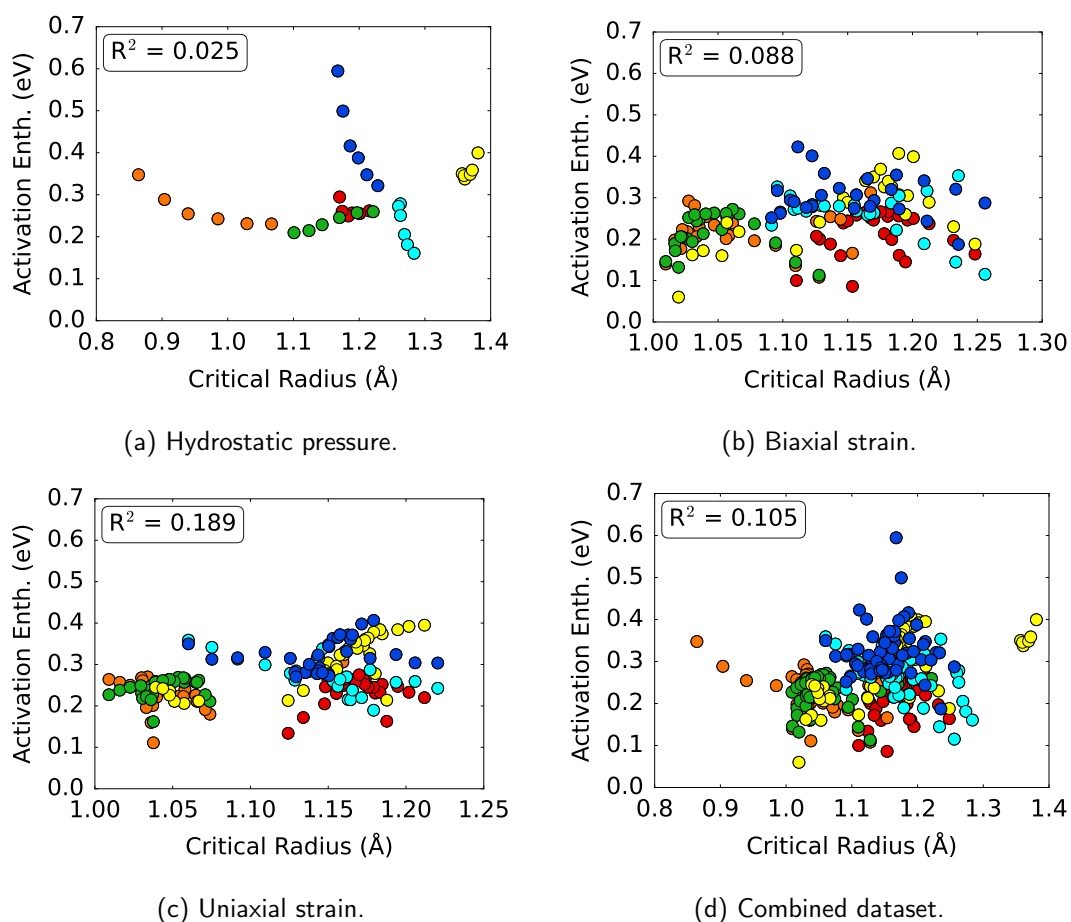 R² = 0.025
0.7
0.6
0.5
0.4
0.3
0.2
0.1
0.0
Activation Enth. (eV)
0.8 0.9 1.0 1.1 1.2 1.3 1.4
Critical Radius (Å)
(a) Hydrostatic pressure.
R² = 0.088
0.7
0.6
0.5
0.4
0.3
0.2
0.1
0.0
Activation Enth. (eV)
1.00 1.05 1.10 1.15 1.20 1.25 1.30
Critical Radius (Å)
(b) Biaxial strain.
R² = 0.189
0.7
0.6
0.5
0.4
0.3
0.2
0.1
0.0
Activation Enth. (eV)
1.00 1.05 1.10 1.15 1.20 1.25
Critical Radius (Å)
(c) Uniaxial strain.
R² = 0.105
0.7
0.6
0.5
0.4
0.3
0.2
0.1
0.0
Activation Enth. (eV)
0.8 0.9 1.0 1.1 1.2 1.3 1.4
Critical Radius (Å)
(d) Combined dataset.